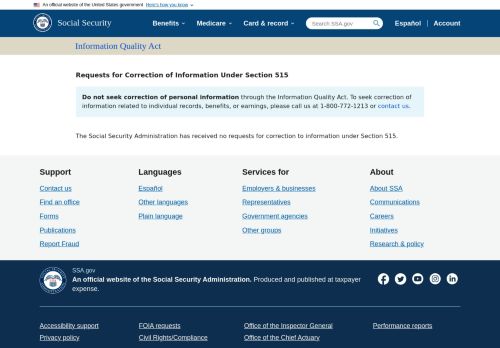 An official website of the United States government Here's how you know
Social Security
Benefits Medicare Card & record Search SSA.gov Español Account
Information Quality Act
Requests for Correction of Information Under Section 515
Do not seek correction of personal information through the Information Quality Act. To seek correction of
information related to individual records, benefits, or earnings, please call us at 1-800-772-1213 or contact us.
The Social Security Administration has received no requests for correction to information under Section 515.
Support Languages Services for About
Contact us Español Employers & businesses About SSA
Find an office Other languages Representatives Communications
Forms Plain language Government agencies Careers
Publications Other groups Initiatives
Report Fraud Research & policy
SSA.gov
An official website of the Social Security Administration. Produced and published at taxpayer
expense.
Accessibility support FOIA requests Office of the Inspector General Performance reports
Privacy policy Civil Rights/Compliance Office of the Chief Actuary